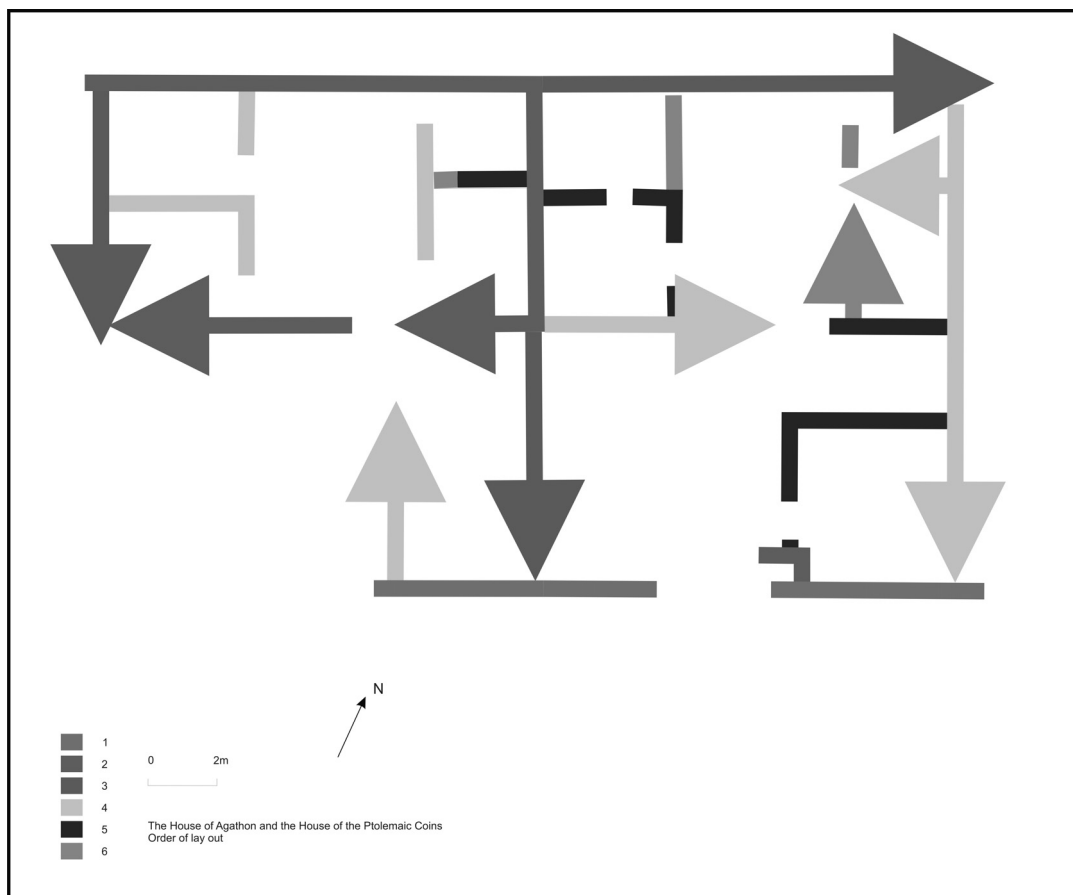 N
1
2
3
4
5
6
0 2m
The House of Agathon and the House of the Ptolemaic Coins
Order of lay out